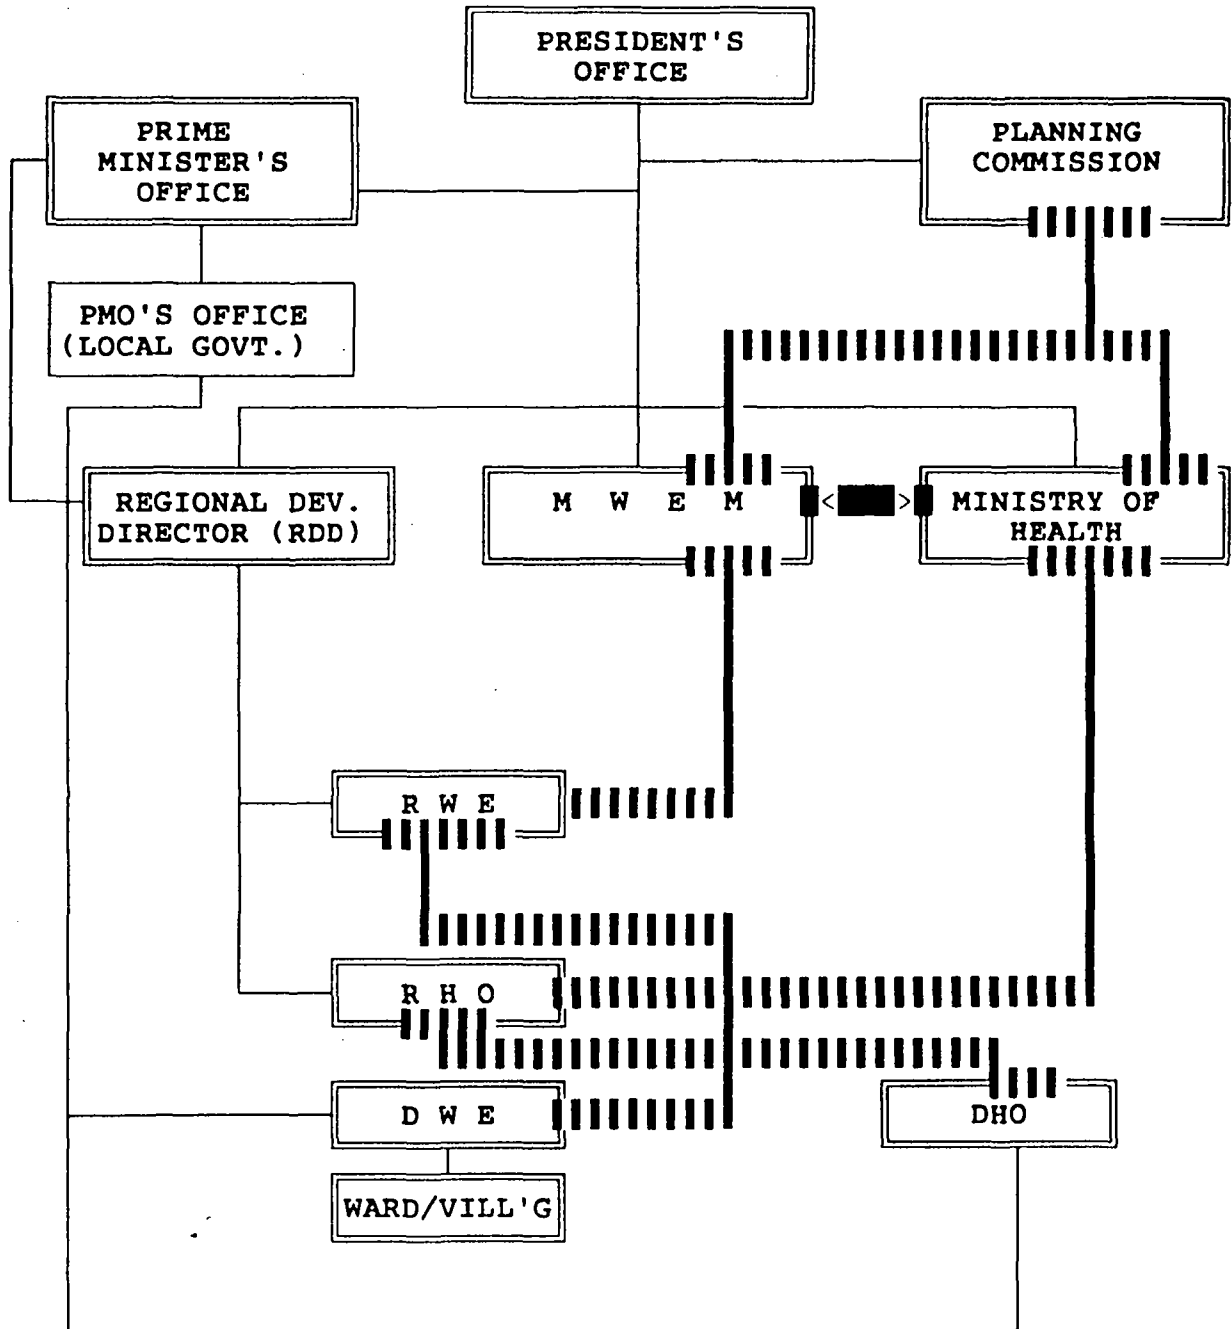 PRESIDENT'S
OFFICE
PRIME
MINISTER'S
OFFICE
PLANNING
COMMISSION
PMO'S OFFICE
(LOCAL GOVT.)
REGIONAL DEV.
DIRECTOR (RDD)
M W E M
MINISTRY OF
HEALTH
R W E
R H O
D W E
DHO
WARD/VILL'G